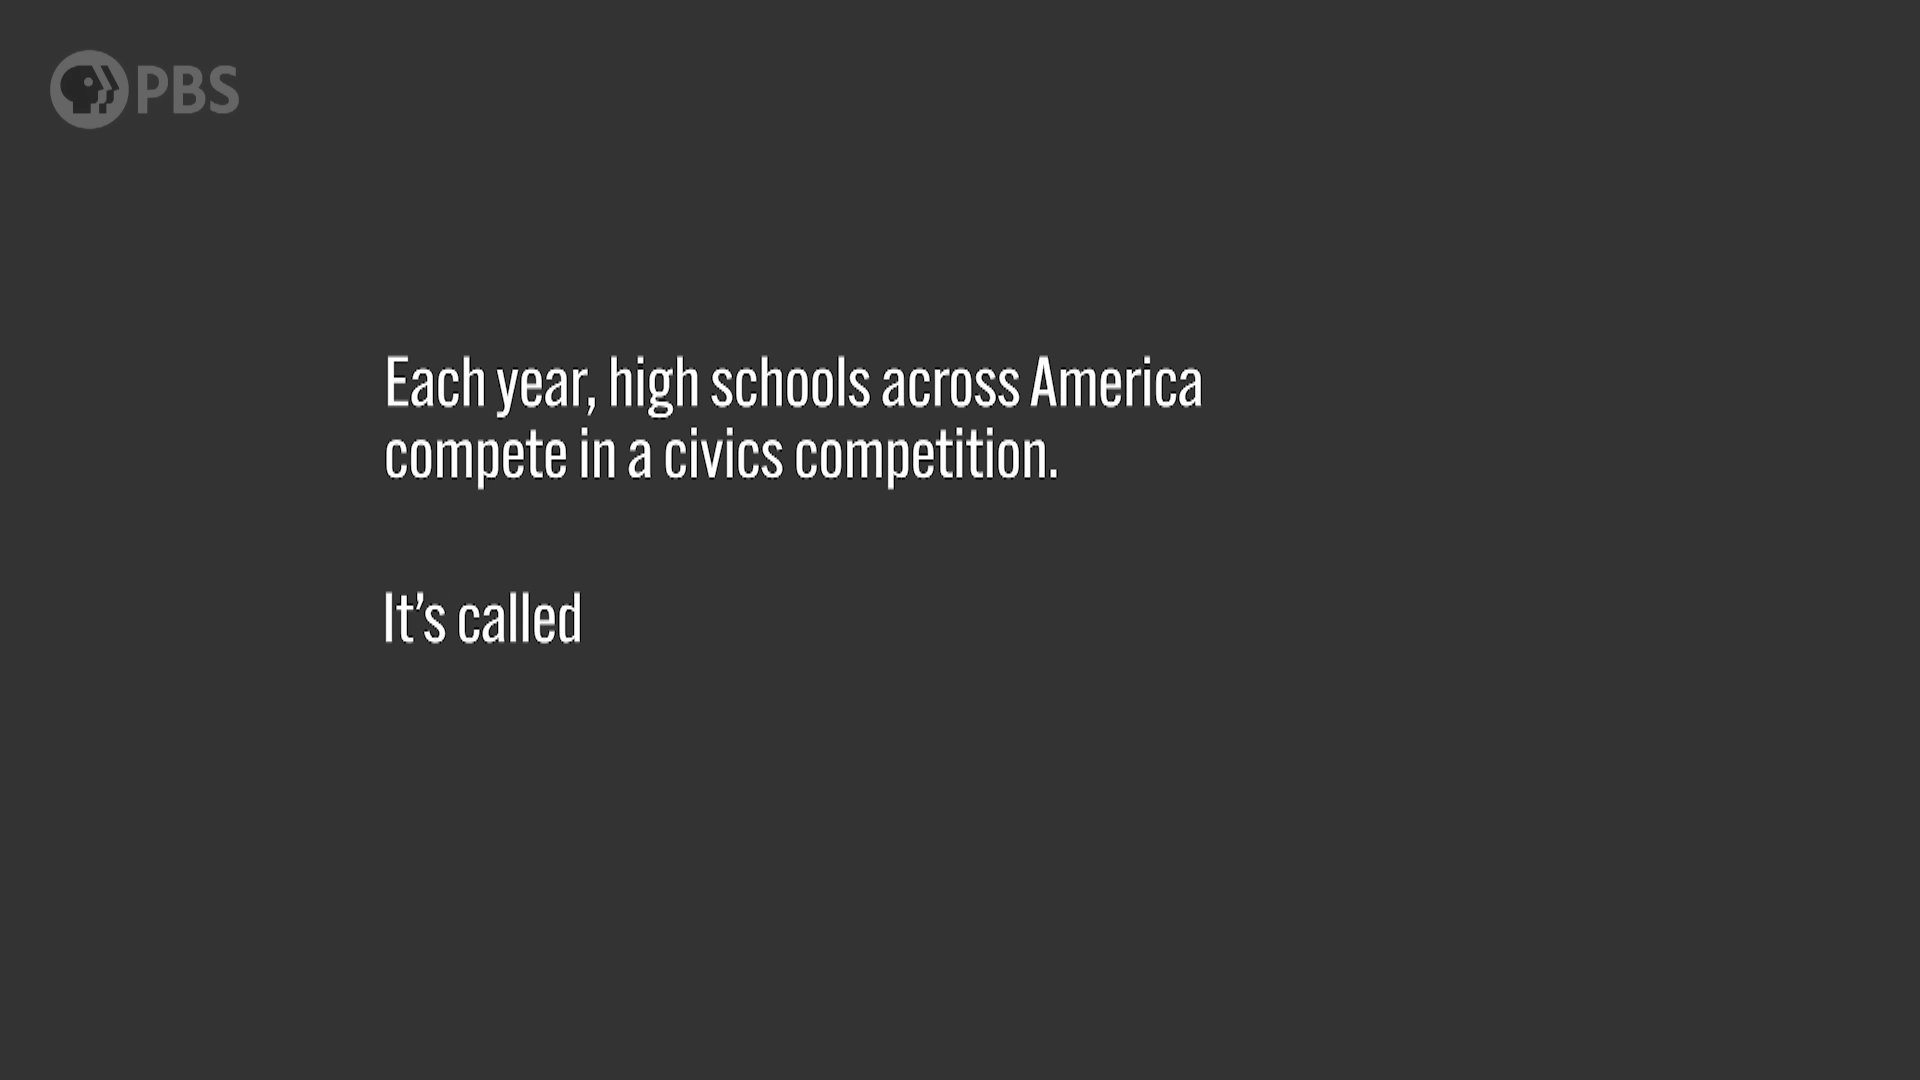 PBS
Each year, high schools across America
compete in a civics competition.
It’s called